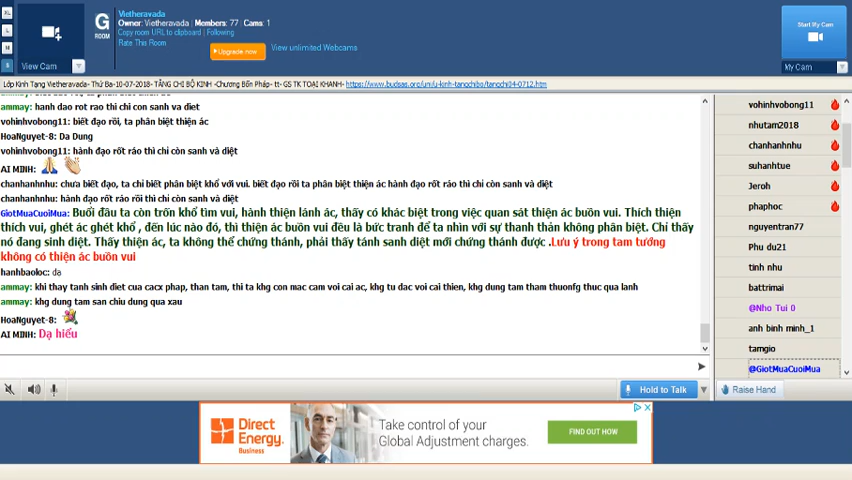 XL
L
M
S
View Cam
G
ROOM
Vietheravada
Owner: Vietheravada | Members: 77 | Cams: 1
Copy room URL to clipboard | Following
Rate This Room
Upgrade now
View unlimited Webcams
Start My Cam
My Cam
Lớp Kinh Tạng Vietheravada- Thứ Ba-10-07-2018- TĂNG CHI BỘ KINH -Chương Bốn Pháp- tt- GS TK TOẠI KHANH- https://www.budsas.org/uni/u-kinh-tangchibo/tangchi04-0712.htm
ammay: hanh dao rot rao thi chi con sanh va diet
vohinhvobong11: biết đạo rồi, ta phân biệt thiện ác
HoaNguyet-8: Da Dung
vohinhvobong11: hành đạo rốt ráo thì chỉ còn sanh và diệt
AI MINH:
chanhanhnhu: chưa biết đạo, ta chỉ biết phân biệt khổ với vui. biết đạo rồi ta phân biệt thiện ác hành đạo rốt ráo thì chỉ còn sanh và diệt
chanhanhnhu: hành đạo rốt ráo rồi thì chỉ còn sanh và diệt
GiotMuaCuoiMua: Buổi đầu ta còn trốn khổ tìm vui, hành thiện lánh ác, thấy có khác biệt trong việc quan sát thiện ác buồn vui. Thích thiện
thích vui, ghét ác ghét khổ , đến lúc nào đó, thì thiện ác buồn vui đều là bức tranh để ta nhìn với sự thanh thản không phân biệt. Chỉ thấy
nó đang sinh diệt. Thấy thiện ác, ta không thể chứng thánh, phải thấy tánh sanh diệt mới chứng thánh được .Lưu ý trong tam tướng
không có thiện ác buồn vui
hanhbaoloc: dạ
ammay: khi thay tanh sinh diet cua cacx phap, than tam, thi ta khg con mac cam voi cai ac, khg tu dac voi cai thien, khg dung tam tham thuonfg thuc qua lanh
ammay: khg dung tam san chiu dung qua xau
HoaNguyet-8:
AI MINH: Dạ hiểu
vohinhvobong11
nhutam2018
chanhanhnhu
suhanhtue
Jeroh
phaphoc
nguyentran77
Phu du21
tinh nhu
battrimai
@Nho Tui 0
anh binh minh_1
tamgio
@GiotMuaCuoiMua
Hold to Talk
Raise Hand
Direct
Energy
Business
Take control of your
Global Adjustment charges.
FIND OUT HOW